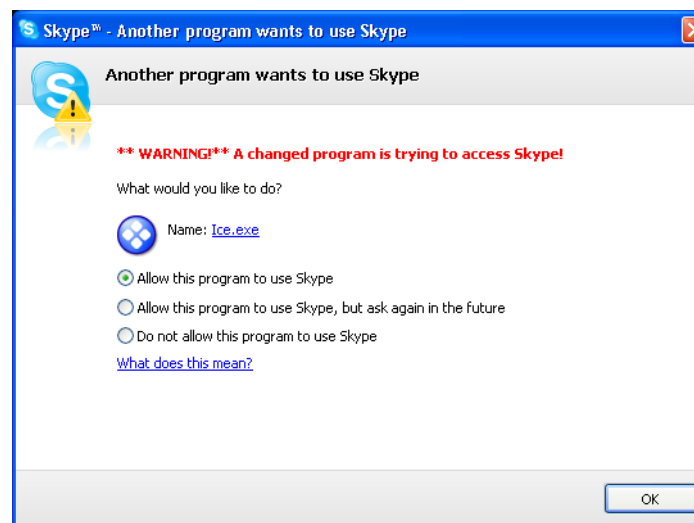 Skype™ - Another program wants to use Skype
Another program wants to use Skype
** WARNING!** A changed program is trying to access Skype!
What would you like to do?
Name: Ice.exe
Allow this program to use Skype
Allow this program to use Skype, but ask again in the future
Do not allow this program to use Skype
What does this mean?
OK